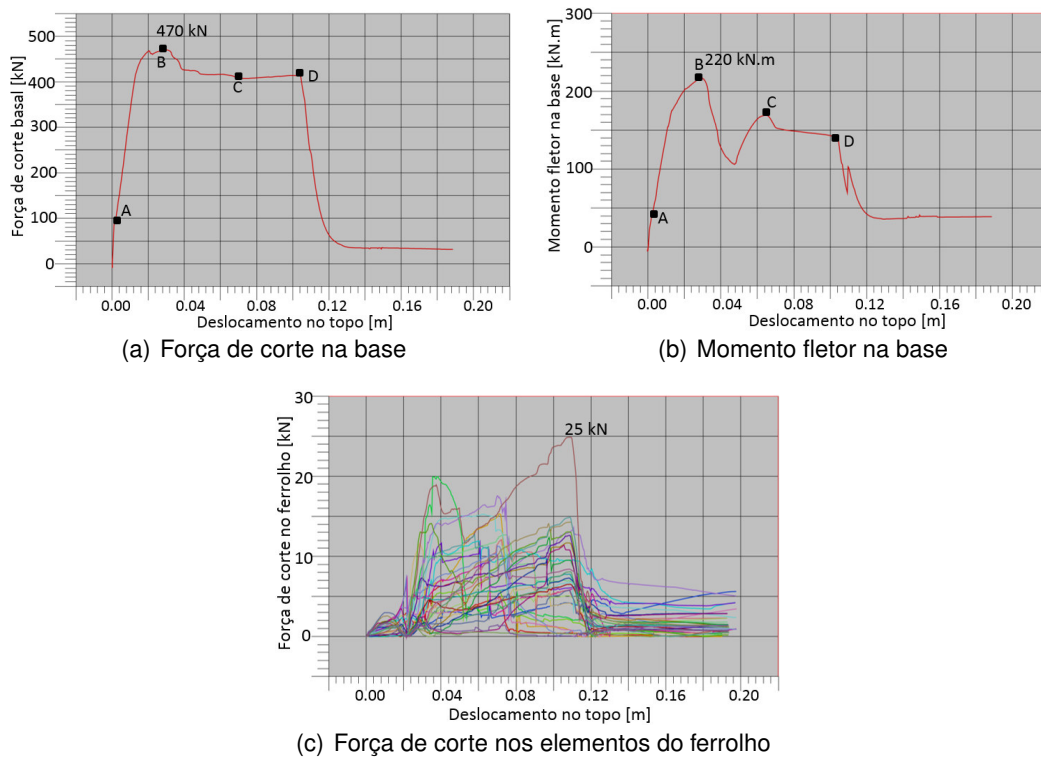 Força de corte basal [kN]
500
400
300
200
100
0
470 kN
B
C
D
A
0.00 0.04 0.08 0.12 0.16 0.20
Deslocamento no topo [m]
(a) Força de corte na base
Momento fletor na base [kN.m]
300
200
100
0
220 kN.m
B
C
D
A
0.00 0.04 0.08 0.12 0.16 0.20
Deslocamento no topo [m]
(b) Momento fletor na base
Força de corte no ferrolho [kN]
30
20
10
0
25 kN
0.00 0.04 0.08 0.12 0.16 0.20
Deslocamento no topo [m]
(c) Força de corte nos elementos do ferrolho